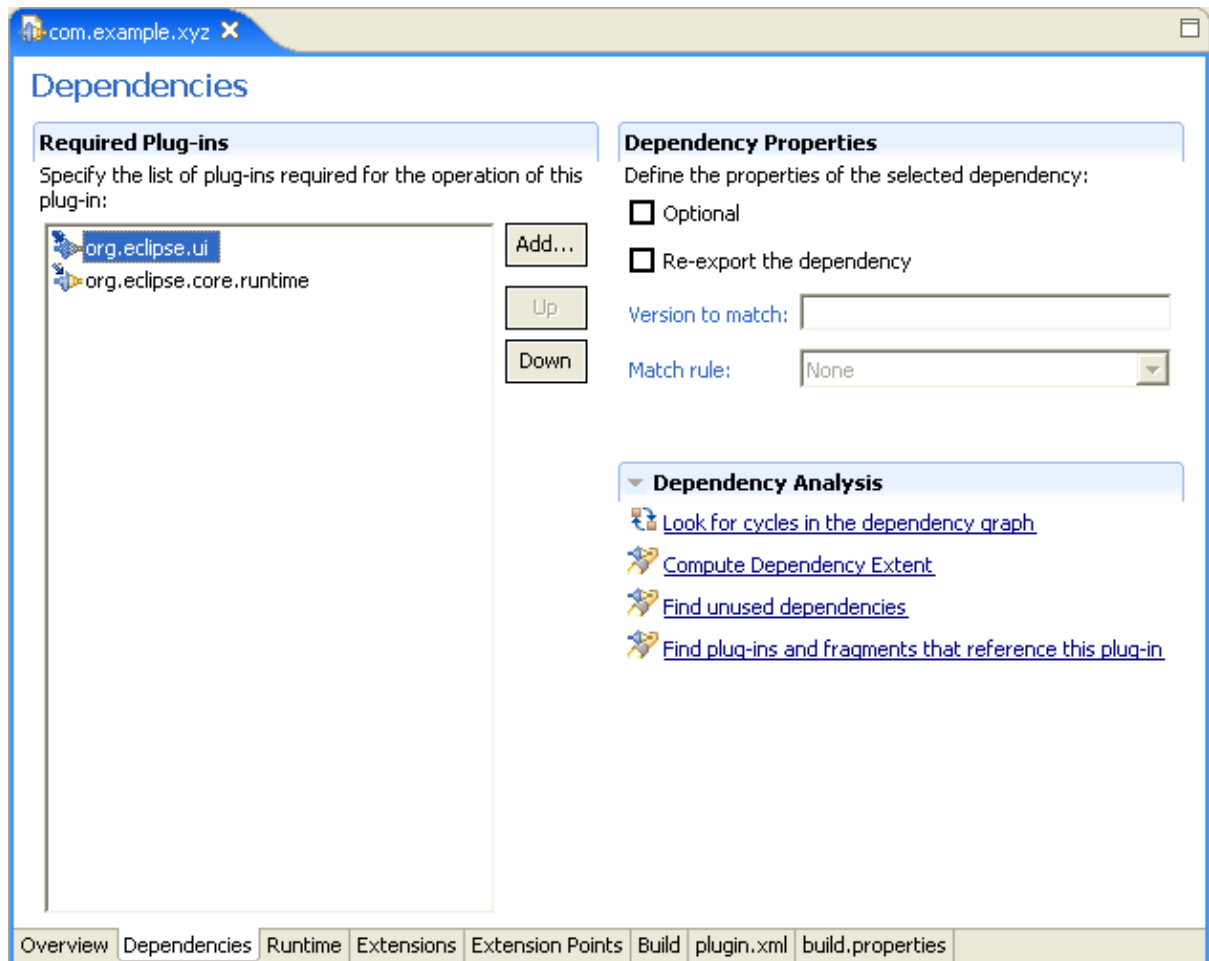 com.example.xyz
Dependencies
Required Plug-ins
Specify the list of plug-ins required for the operation of this
plug-in:
org.eclipse.ui
org.eclipse.core.runtime
Add...
Up
Down
Dependency Properties
Define the properties of the selected dependency:
Optional
Re-export the dependency
Version to match:
Match rule:
None
Dependency Analysis
Look for cycles in the dependency graph
Compute Dependency Extent
Find unused dependencies
Find plug-ins and fragments that reference this plug-in
Overview Dependencies Runtime Extensions Extension Points Build plugin.xml build.properties